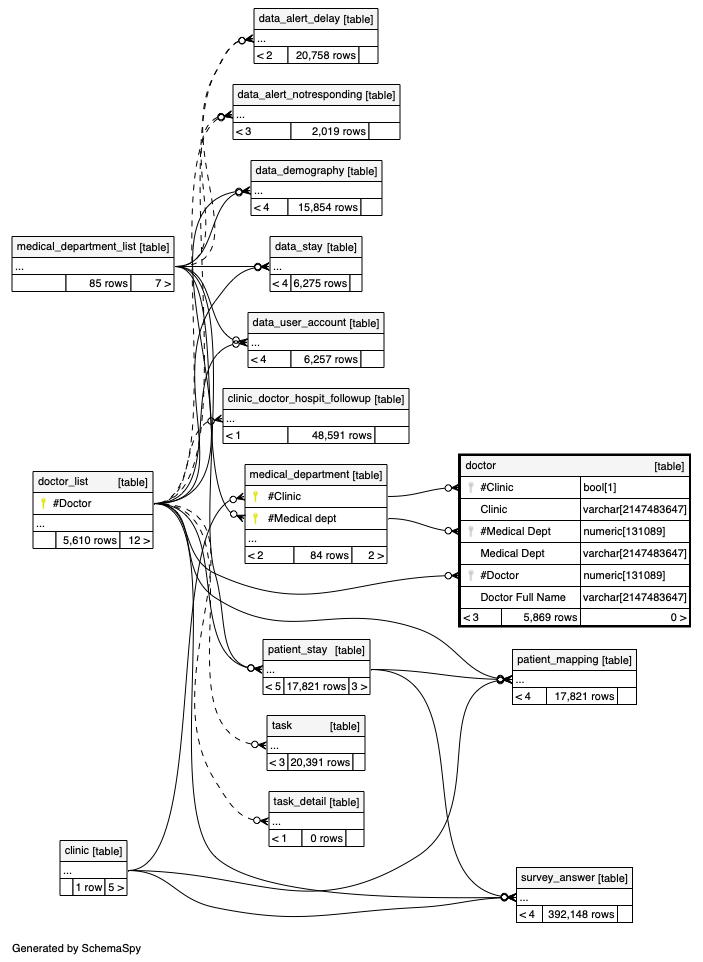 data_alert_delay [table]
...
< 2 20,758 rows
data_alert_notresponding [table]
...
< 3 2,019 rows
data_demography [table]
...
< 4 15,854 rows
medical_department_list [table]
...
85 rows 7 >
data_stay [table]
...
< 4 6,275 rows
data_user_account [table]
...
< 4 6,257 rows
clinic_doctor_hospit_followup [table]
...
< 1 48,591 rows
doctor_list [table]
#Doctor
...
5,610 rows 12 >
medical_department [table]
#Clinic
#Medical dept
...
< 2 84 rows 2 >
doctor [table]
#Clinic bool[1]
Clinic varchar[2147483647]
#Medical Dept numeric[131089]
Medical Dept varchar[2147483647]
#Doctor numeric[131089]
Doctor Full Name varchar[2147483647]
< 3 5,869 rows 0 >
patient_stay [table]
...
< 5 17,821 rows 3 >
patient_mapping [table]
...
< 4 17,821 rows
task [table]
...
< 3 20,391 rows
task_detail [table]
...
< 1 0 rows
clinic [table]
...
1 row 5 >
survey_answer [table]
...
< 4 392,148 rows
Generated by SchemaSpy